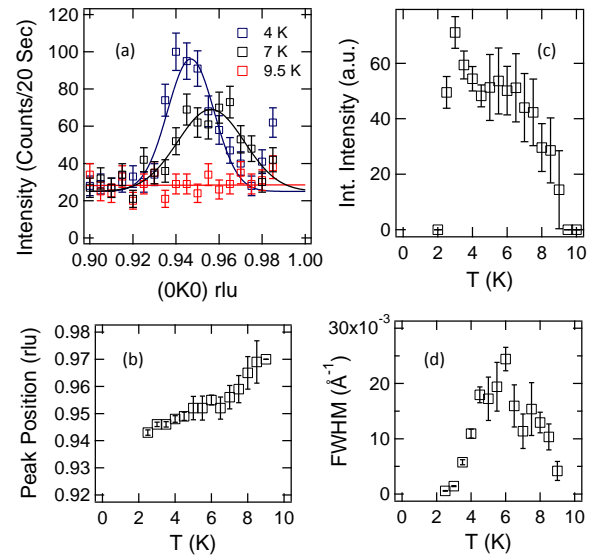 (a)
4 K
7 K
9.5 K
Intensity (Counts/20 Sec)
120
100
80
60
40
20
0
0.90
0.92
0.94
0.96
0.98
1.00
(0K0) rlu
(c)
Int. Intensity (a.u.)
60
40
20
0
0
2
4
6
8
10
T (K)
(b)
Peak Position (rlu)
0.98
0.97
0.96
0.95
0.94
0.93
0.92
0
2
4
6
8
10
T (K)
(d)
FWHM (Å⁻¹)
30x10⁻³
20
10
0
0
2
4
6
8
10
T (K)